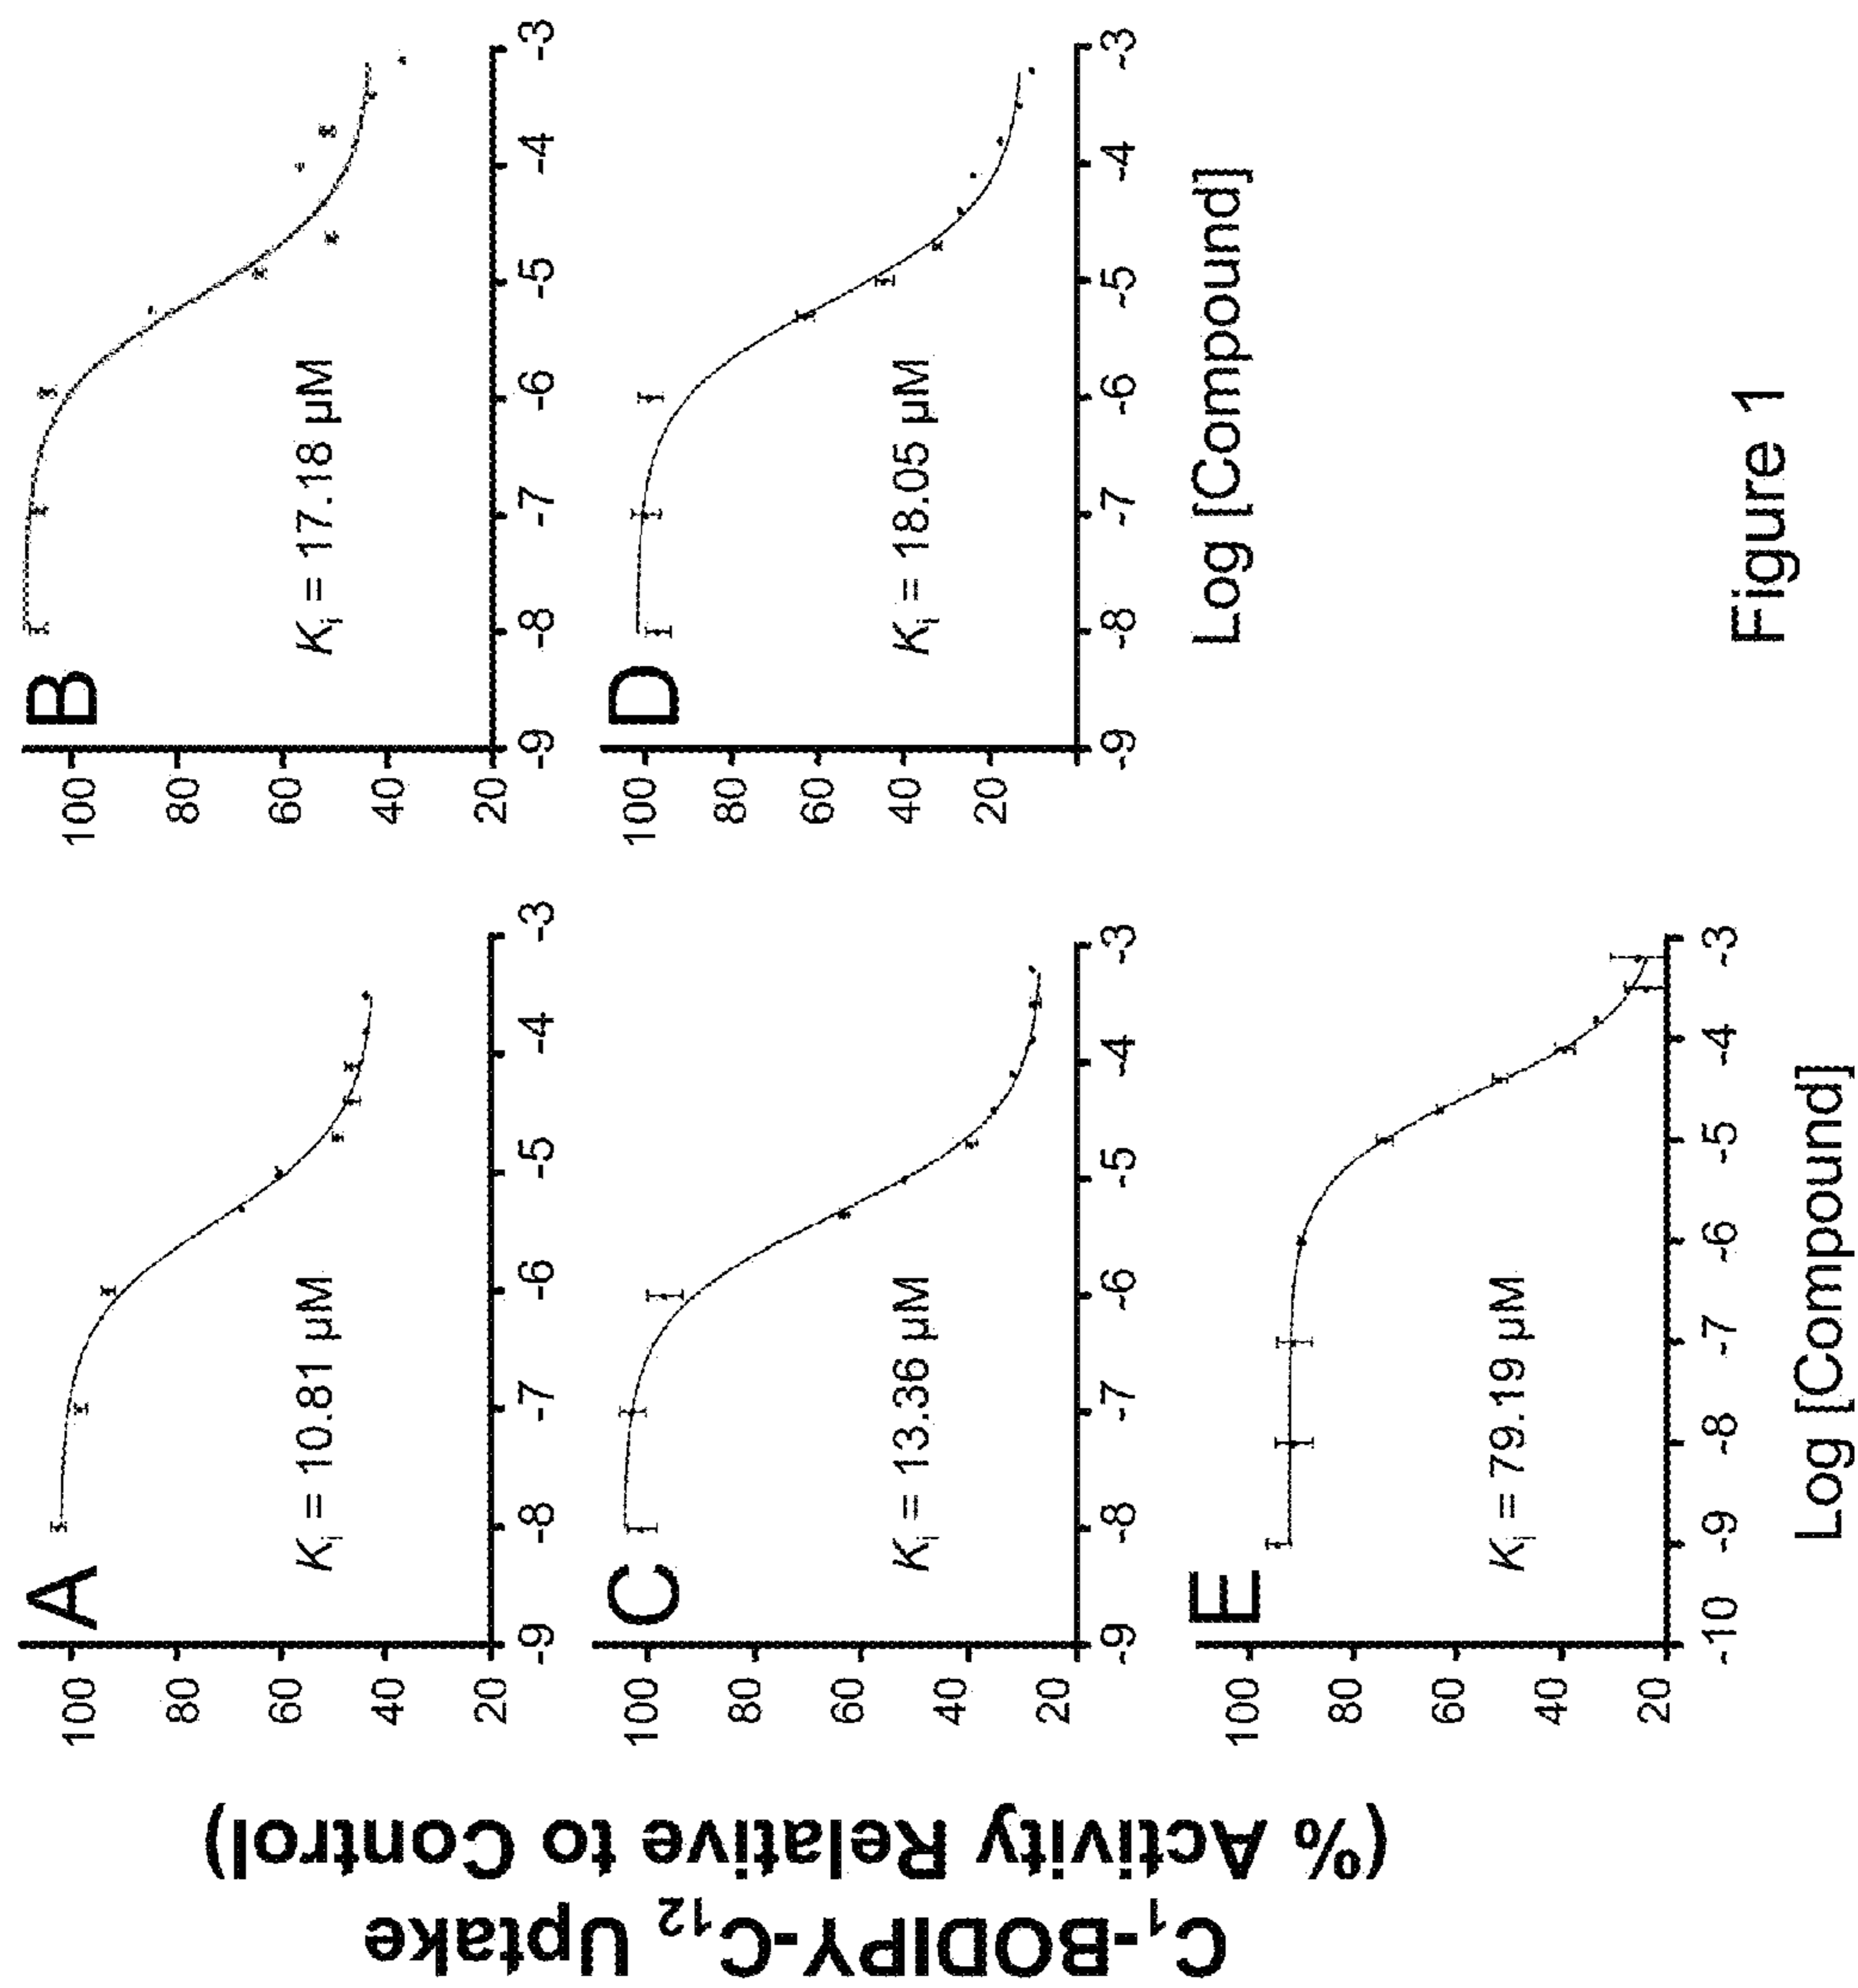 C₁-BODIPY-C₁₂ Uptake
(% Activity Relative to Control)
A
100
80
60
40
20
Kᵢ = 10.81 µM
-9 -8 -7 -6 -5 -4 -3
B
100
80
60
40
20
Kᵢ = 17.18 µM
-9 -8 -7 -6 -5 -4 -3
C
100
80
60
40
20
Kᵢ = 13.36 µM
-9 -8 -7 -6 -5 -4 -3
D
100
80
60
40
20
Kᵢ = 18.05 µM
-9 -8 -7 -6 -5 -4 -3
Log [Compound]
E
100
80
60
40
20
Kᵢ = 79.19 µM
-10 -9 -8 -7 -6 -5 -4 -3
Log [Compound]
Figure 1